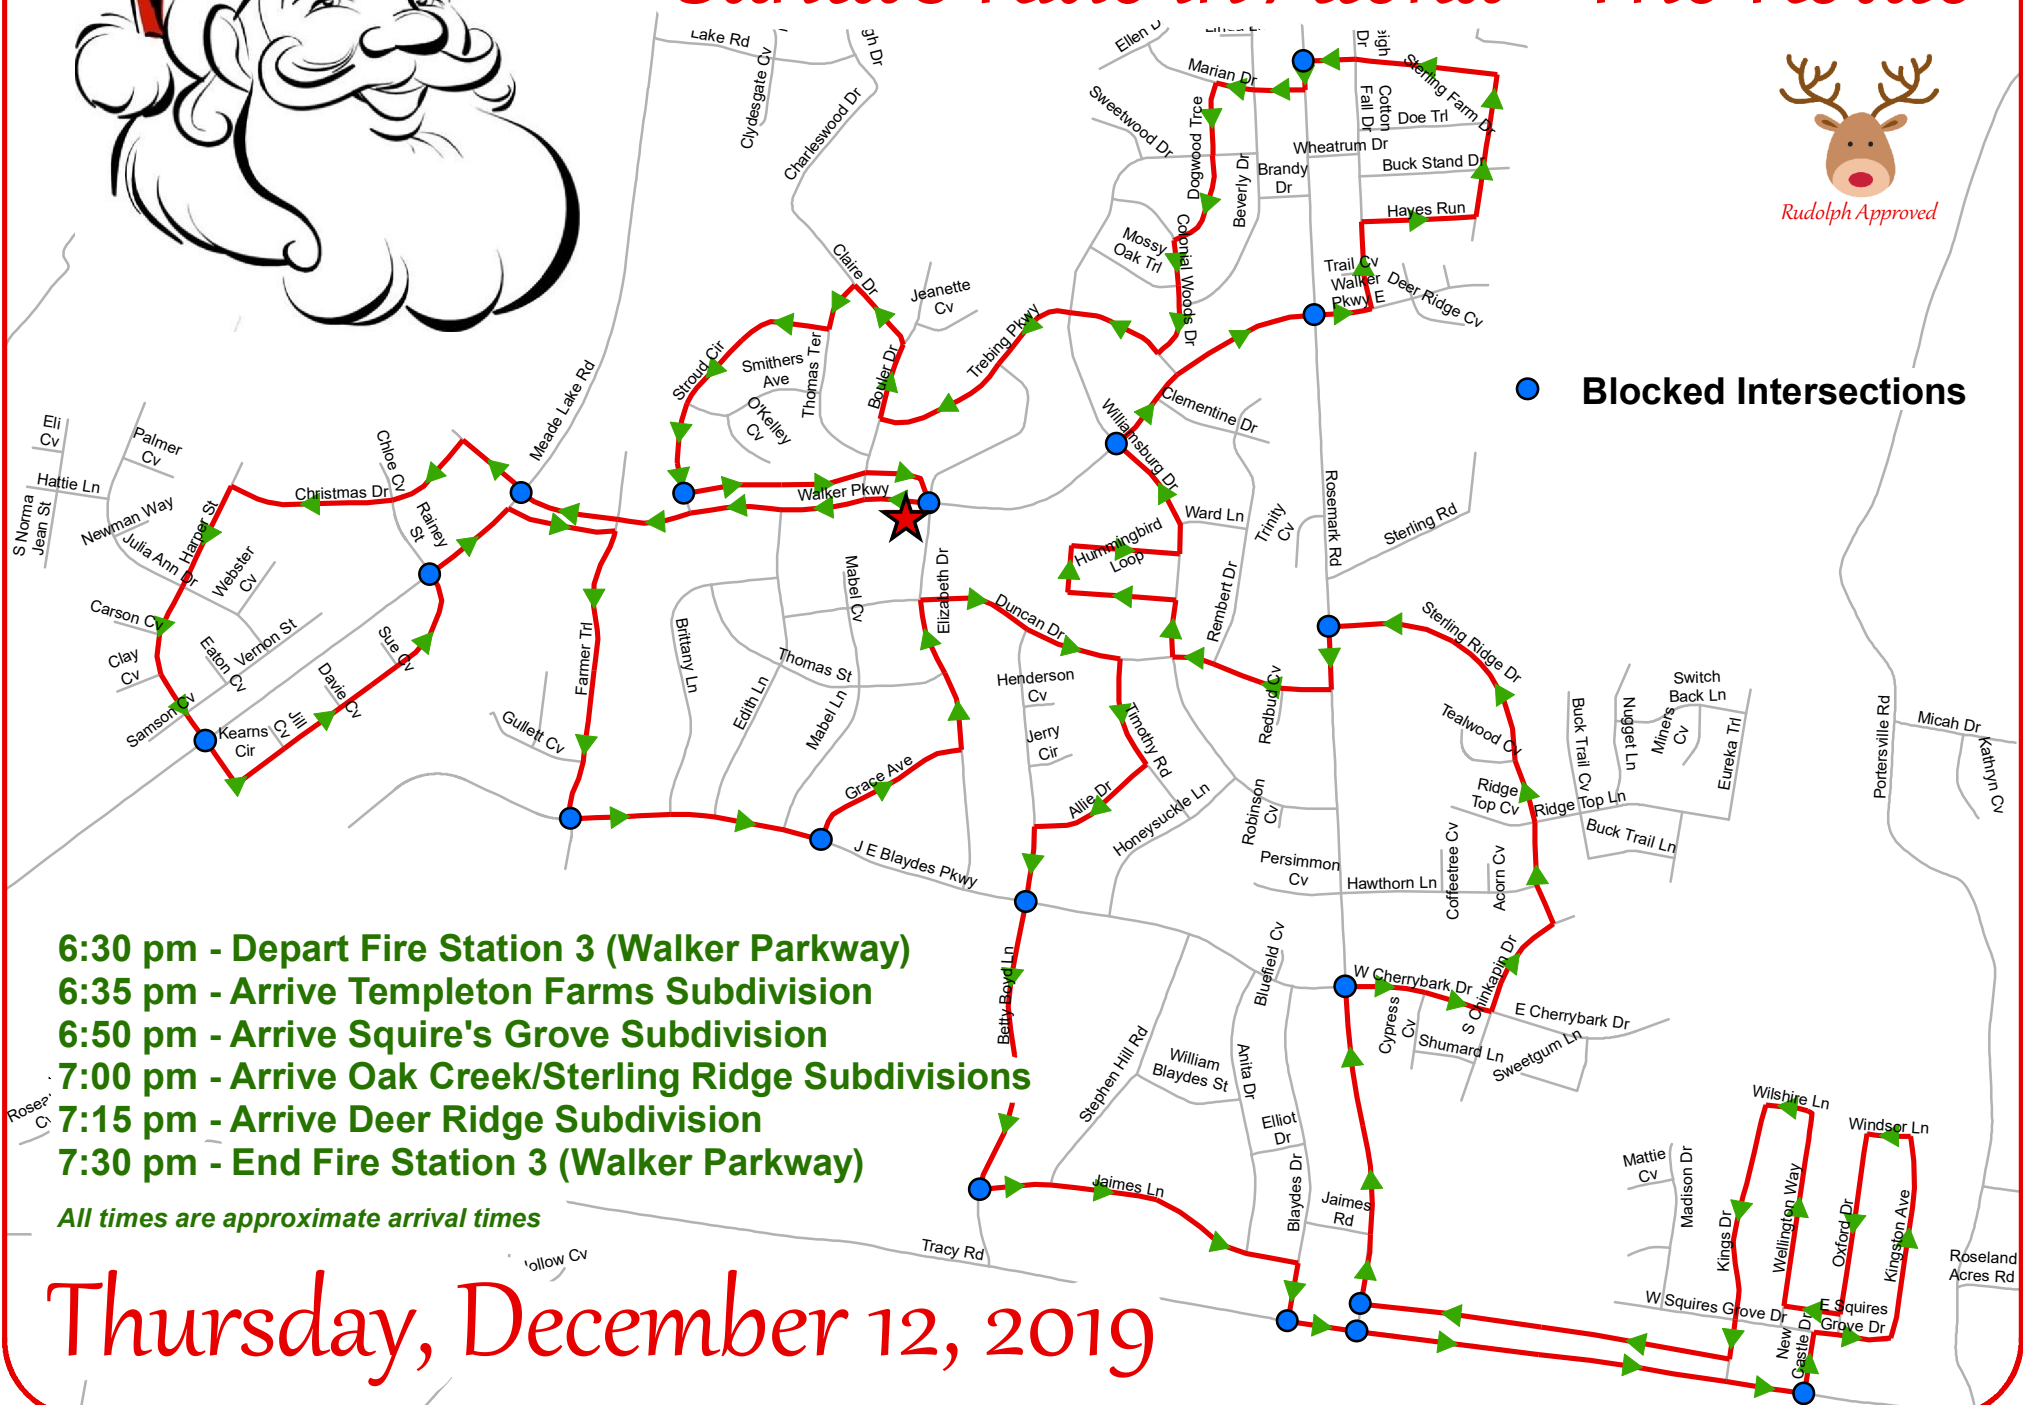 Lake Rd
Clydesgate Cv
gh Dr
Charleswood Dr
Ellen D
Marian Dr
Sweetwood Dr
Dogwood Trce
Beverly Dr
Brandy
Dr
Dr
eigh
Cotton
Fall Dr
Sterling Farm Dr
Doe Trl
Wheatrum Dr
Buck Stand Dr
Hayes Run
Rudolph Approved
Mossy
Oak Trl
Colonial Woods Dr
Trail Cv
Walker
Pkwy E
Deer Ridge Cv
Claire Dr
Jeanette
Cv
Trebing Pkwy
Stroud Cir
Smithers
Ave
Thomas Ter
Bouler Dr
O'Kelley
Cv
Meade Lake Rd
Williamsburg Dr
Clementine Dr
Blocked Intersections
Eli
Cv
Palmer
Cv
Hattie Ln
S Norma
Jean St
Newman Way
Julia Ann Dr
Harper St
Webster
Cv
Christmas Dr
Chloe Cv
Rainey
St
Walker Pkwy
Hummingbird
Loop
Ward Ln
Trinity
Cv
Rosemark Rd
Sterling Rd
Carson Cv
Clay
Cv
Eaton Cv
Vernon St
Samson Cv
Kearns
Cir
Jill
Cv
Davie Cv
Sue Cv
Farmer Trl
Gullett Cv
Brittany Ln
Edith Ln
Mabel Cv
Thomas St
Mabel Ln
Elizabeth Dr
Duncan Dr
Henderson
Cv
Jerry
Cir
Timothy Rd
Rembert Dr
Redbud Cv
Sterling Ridge Dr
Tealwood Cv
Ridge
Top Cv
Ridge Top Ln
Buck Trail Cv
Nugget Ln
Miners
Cv
Switch
Back Ln
Eureka Trl
Buck Trail Ln
Portersville Rd
Micah Dr
Kathryn Cv
Grace Ave
Allie Dr
Honeysuckle Ln
Robinson
Cv
J E Blaydes Pkwy
Persimmon
Cv
Hawthorn Ln
Coffeetree Cv
Acorn Cv
6:30 pm - Depart Fire Station 3 (Walker Parkway)
6:35 pm - Arrive Templeton Farms Subdivision
6:50 pm - Arrive Squire's Grove Subdivision
7:00 pm - Arrive Oak Creek/Sterling Ridge Subdivisions
7:15 pm - Arrive Deer Ridge Subdivision
7:30 pm - End Fire Station 3 (Walker Parkway)
All times are approximate arrival times
Betty Boyd Ln
Bluefield Cv
W Cherrybark Dr
S Chinkapin Dr
Cypress
Cv
E Cherrybark Dr
Shumard Ln
Sweetgum Ln
Stephen Hill Rd
William
Blaydes St
Anita Dr
Elliot
Dr
Blaydes Dr
Jaimes
Rd
Jaimes Ln
Tracy Rd
ollow Cv
Mattie
Cv
Madison Dr
Wilshire Ln
Windsor Ln
Kings Dr
Wellington Way
Oxford Dr
Kingston Ave
W Squires Grove Dr
E Squires
Grove Dr
New
Castle Dr
Roseland
Acres Rd
Thursday, December 12, 2019